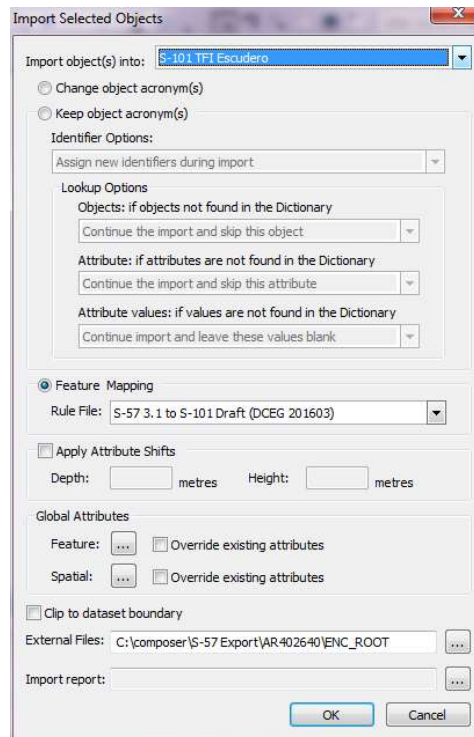 Import Selected Objects
Import object(s) into: S-101 TFI Escudero
Change object acronym(s)
Keep object acronym(s)
Identifier Options:
Assign new identifiers during import
Lookup Options
Objects: if objects not found in the Dictionary
Continue the import and skip this object
Attribute: if attributes are not found in the Dictionary
Continue the import and skip this attribute
Attribute values: if values are not found in the Dictionary
Continue import and leave these values blank
Feature Mapping
Rule File: S-57 3.1 to S-101 Draft (DCEG 201603)
Apply Attribute Shifts
Depth: metres Height: metres
Global Attributes
Feature: ... Override existing attributes
Spatial: ... Override existing attributes
Clip to dataset boundary
External Files: C:\composer\S-57 Export\AR402640\ENC_ROOT ...
Import report: ...
OK Cancel